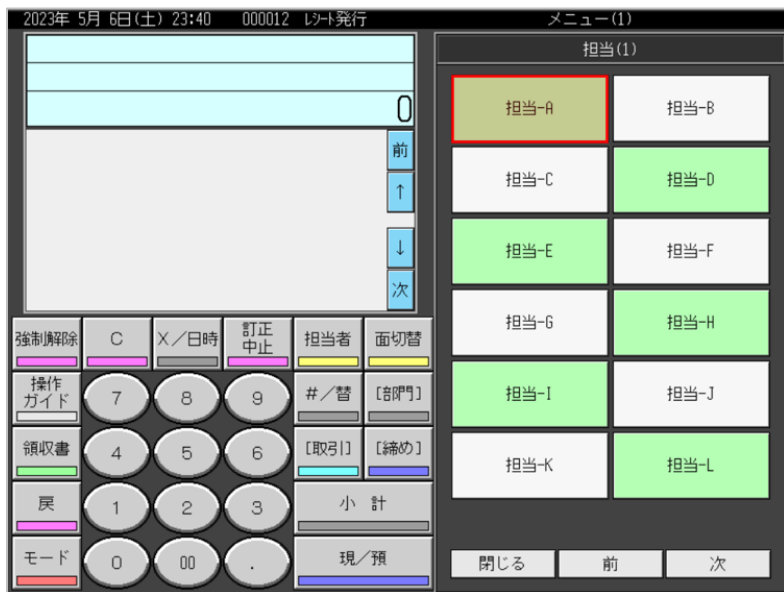 2023年 5月 6日(土) 23:40 000012 ﾚｼｰﾄ発行 メニュー(1)
担当(1)
0
前
↑
↓
次
担当-A 担当-B
担当-C 担当-D
担当-E 担当-F
担当-G 担当-H
担当-I 担当-J
担当-K 担当-L
閉じる 前 次
強制解除 C X／日時 訂正 担当者 面切替
中止
操作 7 8 9 #／替 [部門]
ガイド
領収書 4 5 6 [取引] [締め]
戻 1 2 3 小 計
モード 0 00 . 現／預